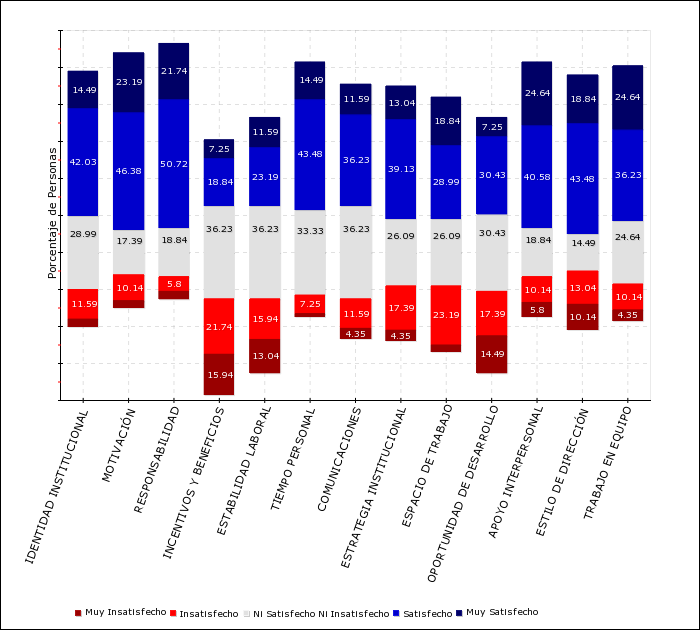 Porcentaje de Personas
14.49 23.19 21.74 7.25 11.59 14.49 11.59 13.04 18.84 7.25 24.64 18.84 24.64
42.03 46.38 50.72 18.84 23.19 43.48 36.23 39.13 28.99 30.43 40.58 43.48 36.23
28.99 17.39 18.84 36.23 36.23 33.33 36.23 26.09 26.09 30.43 18.84 14.49 24.64
11.59 10.14 5.8 21.74 15.94 7.25 11.59 17.39 23.19 17.39 10.14 13.04 10.14
15.94 13.04 4.35 4.35 14.49 5.8 10.14 4.35
IDENTIDAD INSTITUCIONAL
MOTIVACIÓN
RESPONSABILIDAD
INCENTIVOS Y BENEFICIOS
ESTABILIDAD LABORAL
TIEMPO PERSONAL
COMUNICACIONES
ESTRATEGIA INSTITUCIONAL
ESPACIO DE TRABAJO
OPORTUNIDAD DE DESARROLLO
APOYO INTERPERSONAL
ESTILO DE DIRECCIÓN
TRABAJO EN EQUIPO
Muy Insatisfecho Insatisfecho Ni Satisfecho Ni Insatisfecho Satisfecho Muy Satisfecho